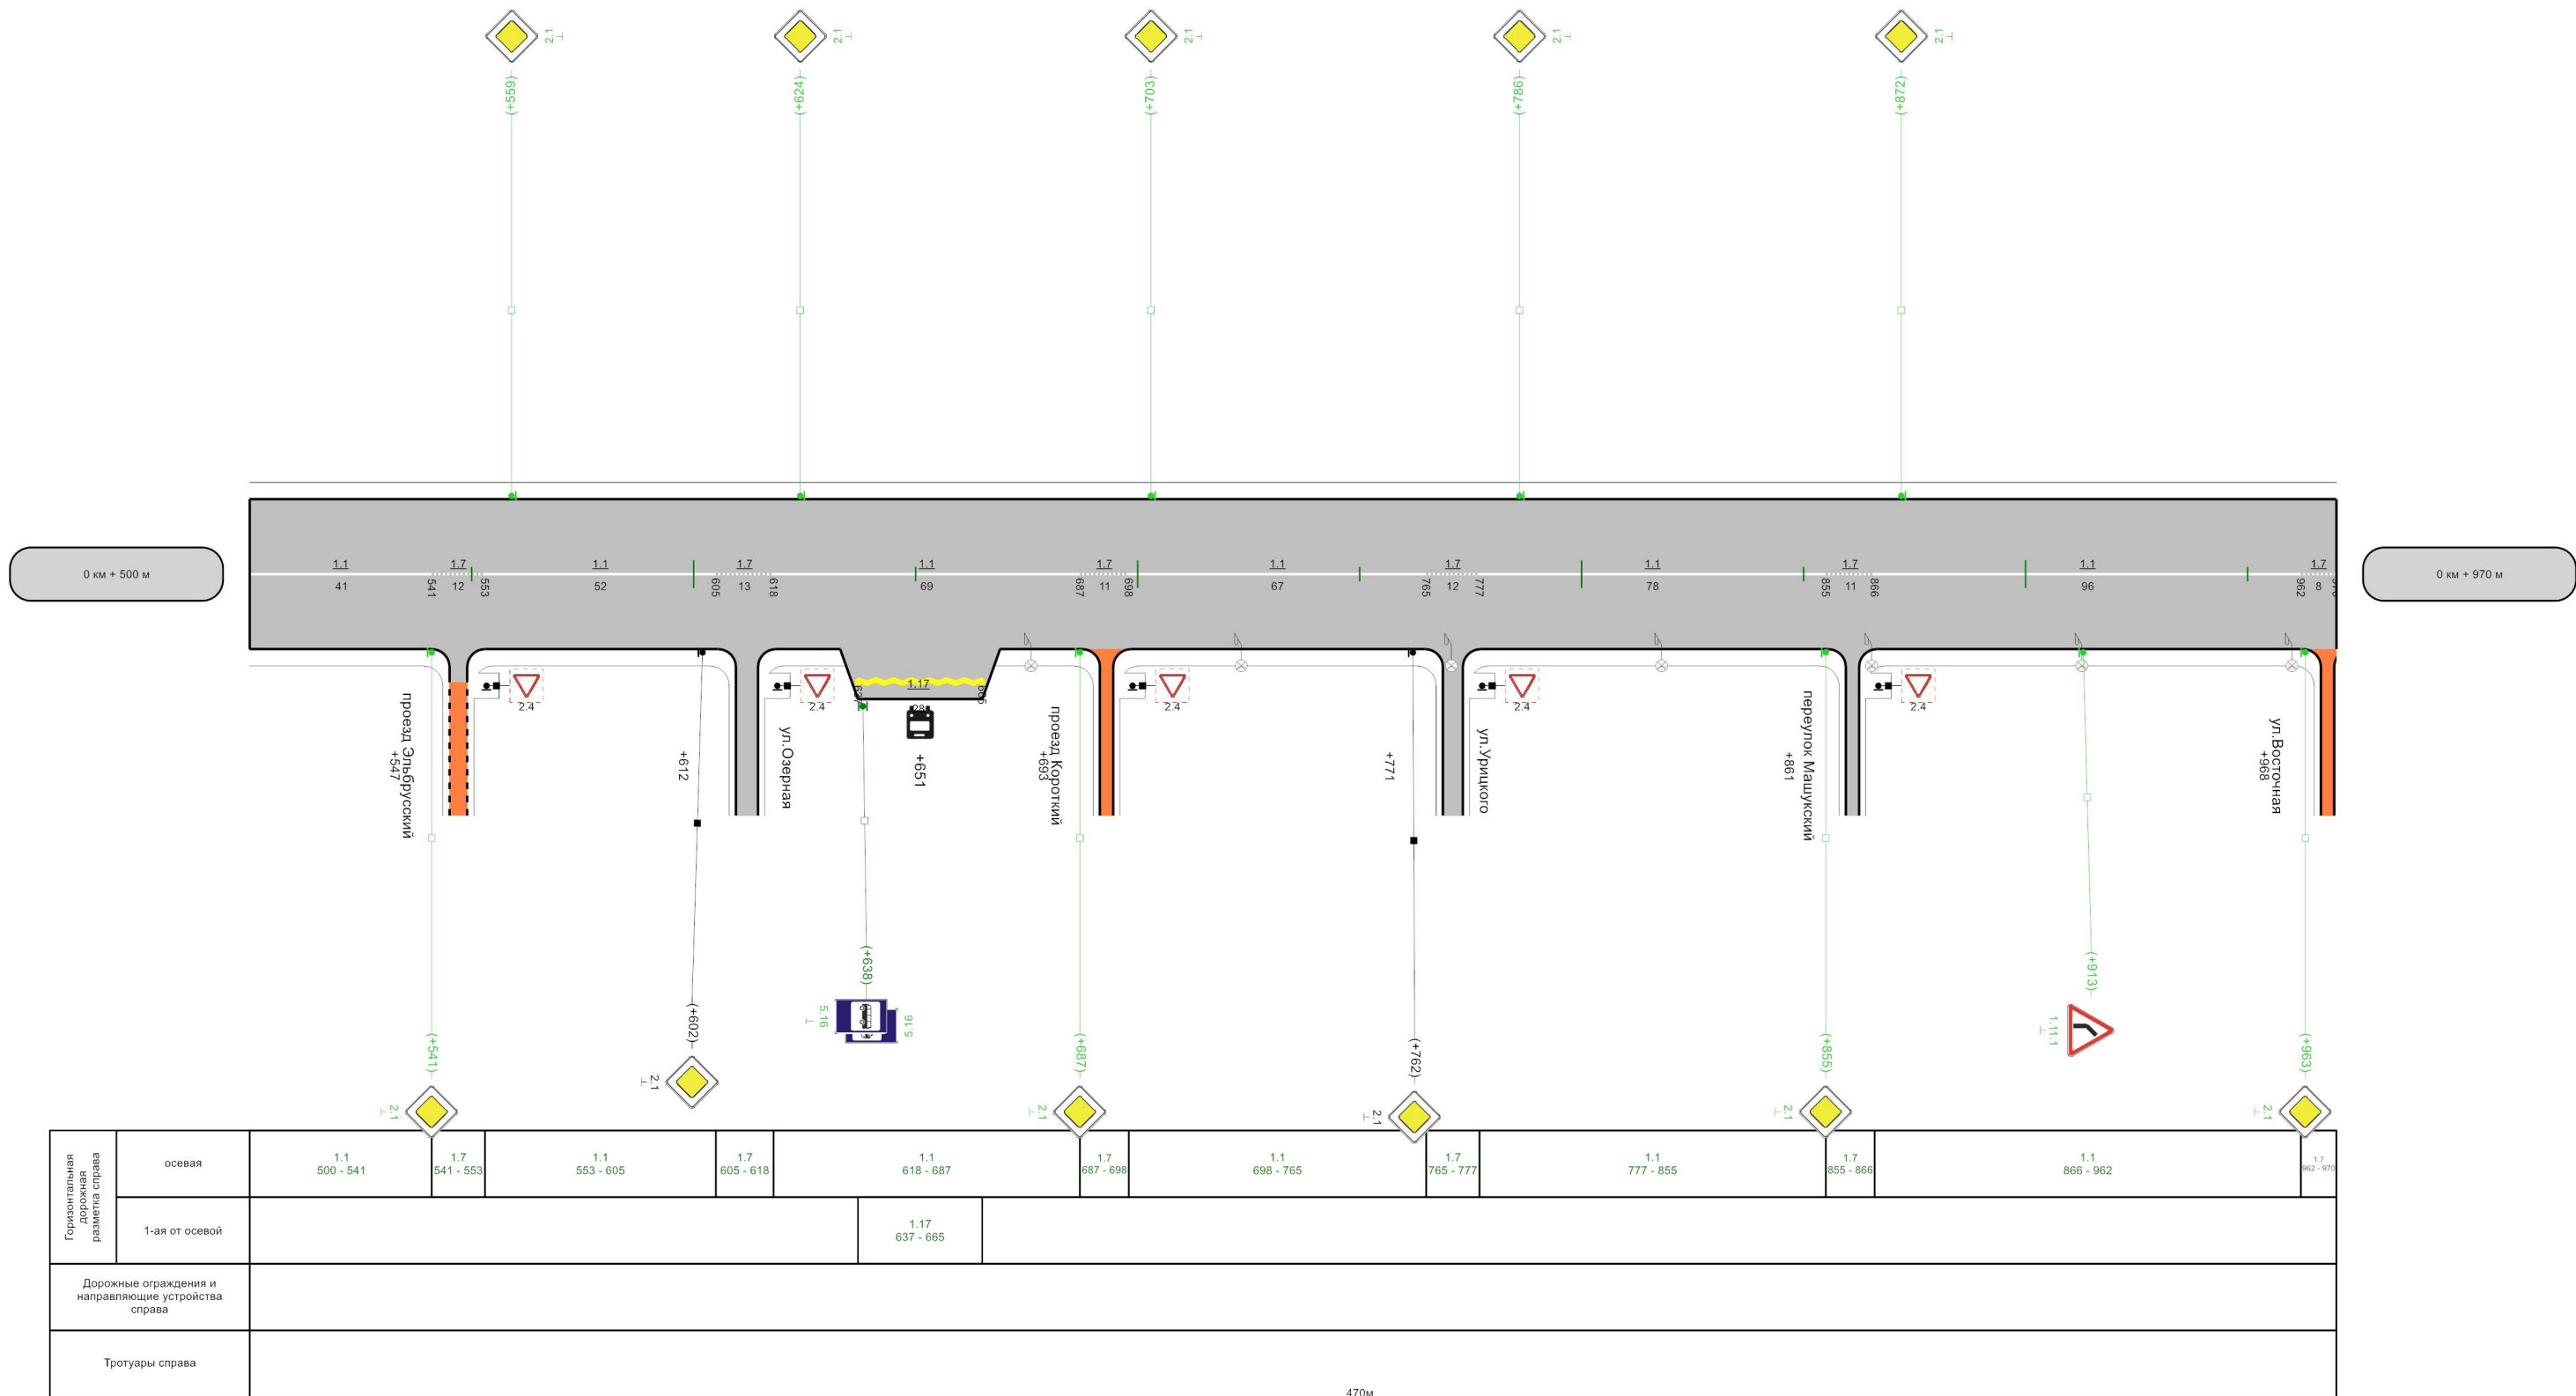 2.1
2.1
2.1
2.1
2.1
(+559)
(+624)
(+703)
(+786)
(+872)
0 км + 500 м
0 км + 970 м
1.1
41
541
1.7
12
553
1.1
52
605
1.7
13
618
1.1
69
687
1.7
11
698
1.1
67
765
1.7
12
777
1.1
78
855
1.7
11
866
1.1
96
962
1.7
8
2.4
2.4
1.17
28
2.4
2.4
2.4
проезд Эльбрусский
+547
+612
ул.Озерная
+651
проезд Короткий
+693
+771
ул.Урицкого
переулок Машукский
+861
ул.Восточная
+968
(+541)
(+602)
(+638)
(+687)
(+762)
(+855)
(+913)
(+963)
5.16
5.16
1.11.1
2.1
2.1
2.1
2.1
2.1
2.1
Горизонтальная
дорожная
разметка справа
осевая
1.1
500 - 541
1.7
541 - 553
1.1
553 - 605
1.7
605 - 618
1.1
618 - 687
1.7
687 - 698
1.1
698 - 765
1.7
765 - 777
1.1
777 - 855
1.7
855 - 866
1.1
866 - 962
1.7
962 - 970
1-ая от осевой
1.17
637 - 665
Дорожные ограждения и
направляющие устройства
справа
Тротуары справа
470м